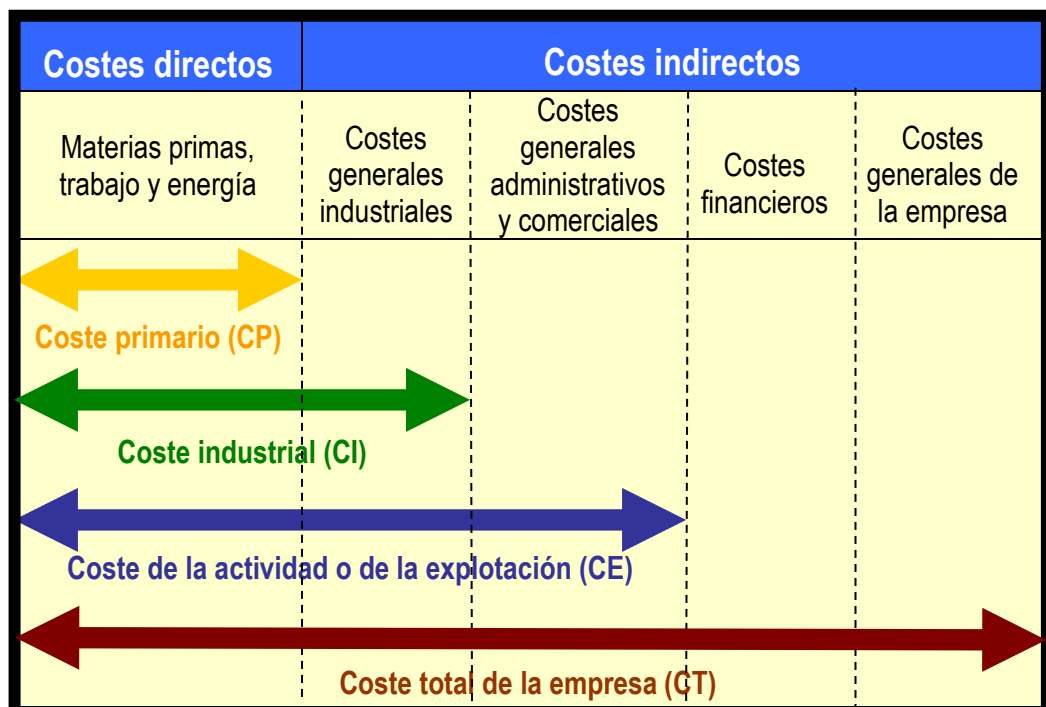 Costes directos
Costes indirectos
Materias primas,
trabajo y energía
Costes
generales
industriales
Costes
generales
administrativos
y comerciales
Costes
financieros
Costes
generales de
la empresa
Coste primario (CP)
Coste industrial (CI)
Coste de la actividad o de la explotación (CE)
Coste total de la empresa (CT)